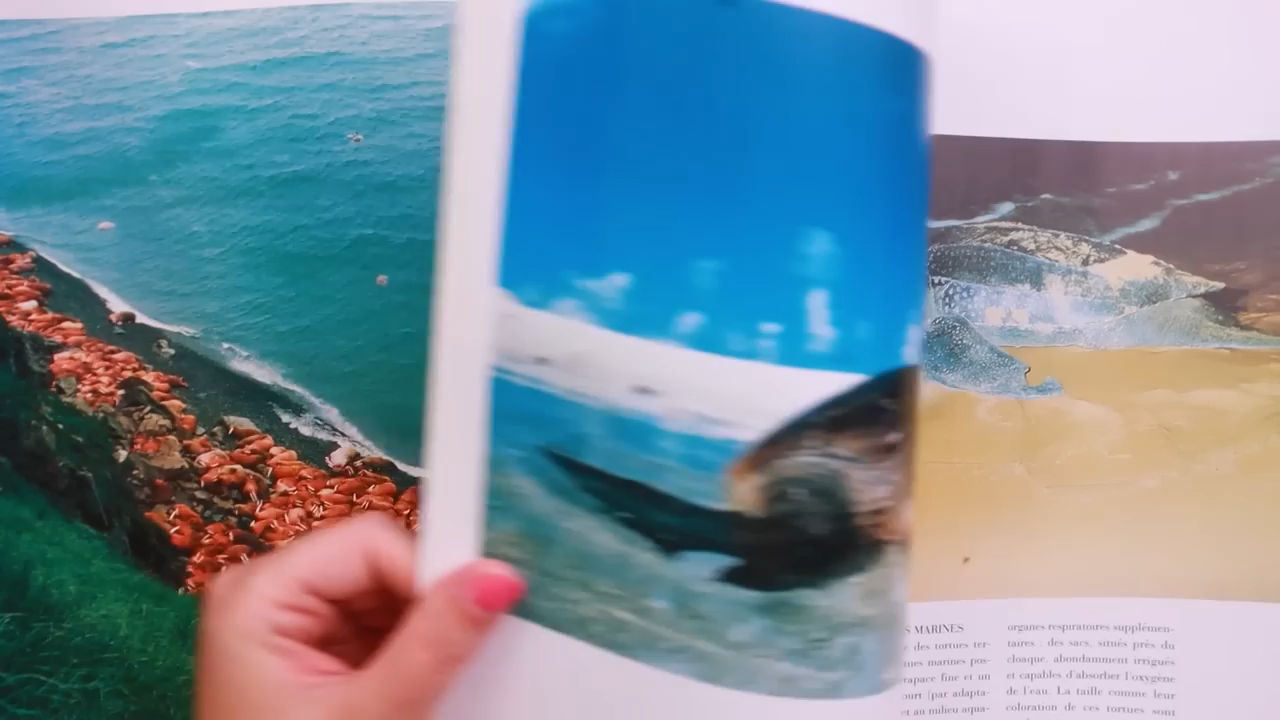 S MARINES
e des tortues ter-
nes marines pos-
rapace fine et un
ourt [par adapta-
et au milieu aqua-
organes respiratoires supplémen-
taires : des sacs, situés près du
cloaque, abondamment irrigués
et capables d'absorber l'oxygène
de l'eau. La taille comme leur
coloration de ces tortues sont